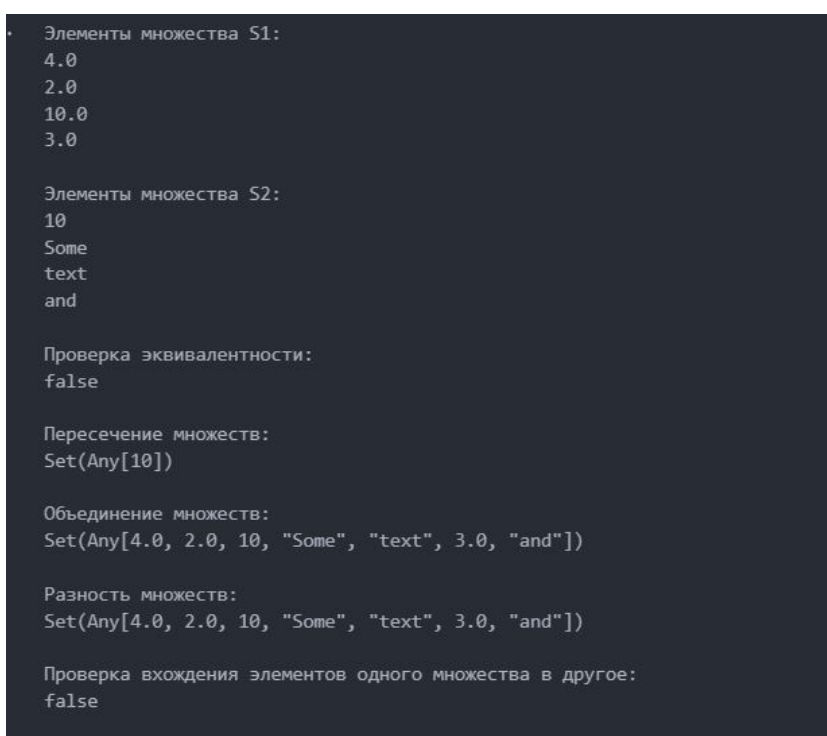 Элементы множества S1:
4.0
2.0
10.0
3.0
Элементы множества S2:
10
Some
text
and
Проверка эквивалентности:
false
Пересечение множеств:
Set(Any[10])
Объединение множеств:
Set(Any[4.0, 2.0, 10, "Some", "text", 3.0, "and"])
Разность множеств:
Set(Any[4.0, 2.0, 10, "Some", "text", 3.0, "and"])
Проверка вхождения элементов одного множества в другое:
false